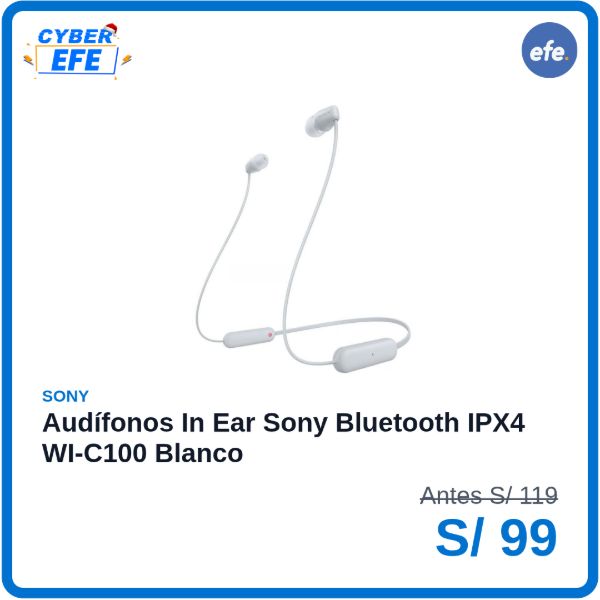 CYBER
EFE
efe.
SONY
Audífonos In Ear Sony Bluetooth IPX4
WI-C100 Blanco
Antes S/ 119
S/ 99